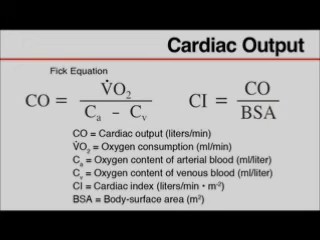 Cardiac Output
Fick Equation
CO = V̇O₂ / (Cₐ - Cᵥ)
CI = CO / BSA
CO = Cardiac output (liters/min)
V̇O₂ = Oxygen consumption (ml/min)
Cₐ = Oxygen content of arterial blood (ml/liter)
Cᵥ = Oxygen content of venous blood (ml/liter)
CI = Cardiac index (liters/min • m⁻²)
BSA = Body-surface area (m²)